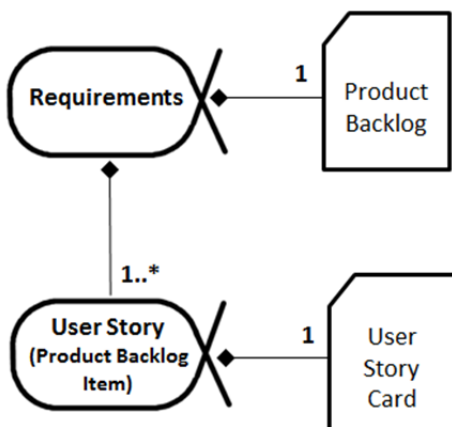 Requirements
1
Product
Backlog
1..*
User Story
(Product Backlog
Item)
1
User
Story
Card